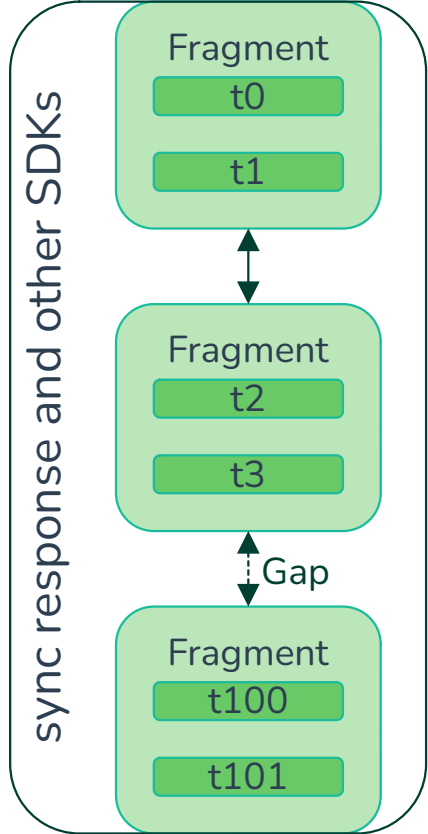 sync response and other SDKs
Fragment
t0
t1
Fragment
t2
t3
Gap
Fragment
t100
t101